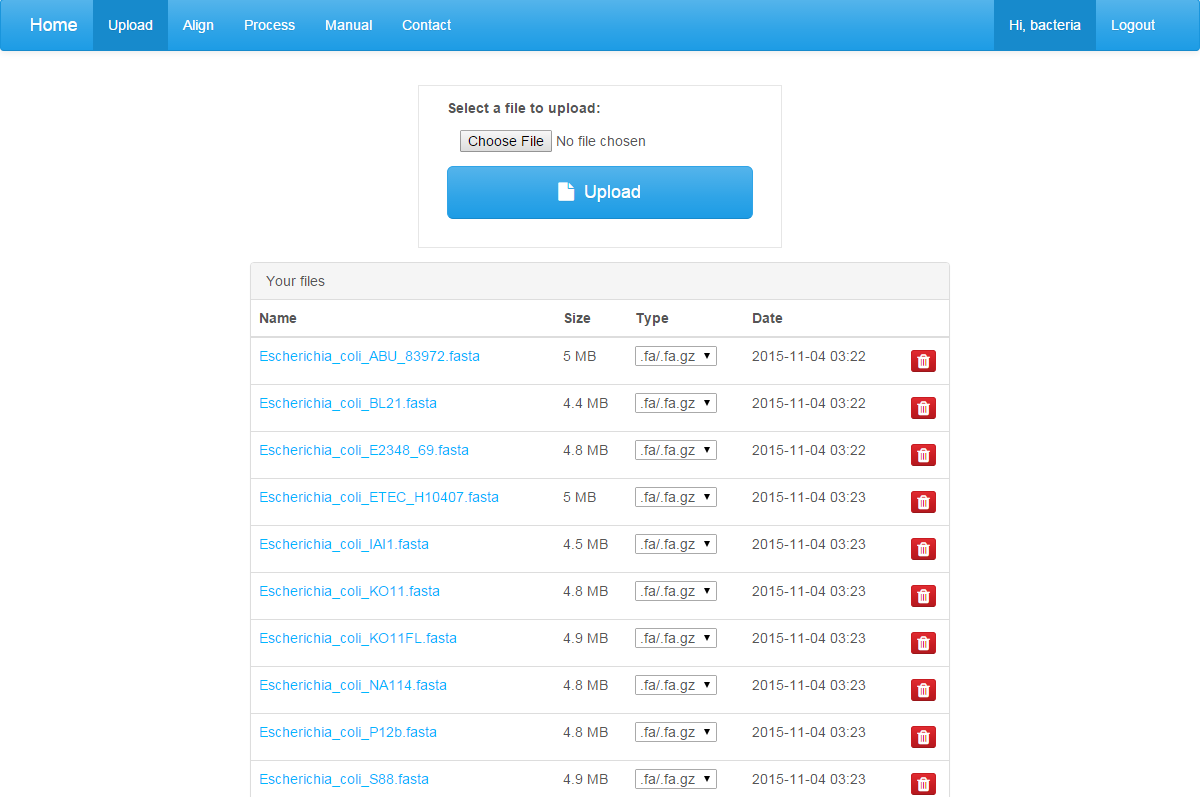 Home Upload Align Process Manual Contact Hi, bacteria Logout
Select a file to upload:
Choose File No file chosen
Upload
Your files
Name Size Type Date
Escherichia_coli_ABU_83972.fasta 5 MB .fa/.fa.gz 2015-11-04 03:22
Escherichia_coli_BL21.fasta 4.4 MB .fa/.fa.gz 2015-11-04 03:22
Escherichia_coli_E2348_69.fasta 4.8 MB .fa/.fa.gz 2015-11-04 03:22
Escherichia_coli_ETEC_H10407.fasta 5 MB .fa/.fa.gz 2015-11-04 03:23
Escherichia_coli_IAI1.fasta 4.5 MB .fa/.fa.gz 2015-11-04 03:23
Escherichia_coli_KO11.fasta 4.8 MB .fa/.fa.gz 2015-11-04 03:23
Escherichia_coli_KO11FL.fasta 4.9 MB .fa/.fa.gz 2015-11-04 03:23
Escherichia_coli_NA114.fasta 4.8 MB .fa/.fa.gz 2015-11-04 03:23
Escherichia_coli_P12b.fasta 4.8 MB .fa/.fa.gz 2015-11-04 03:23
Escherichia_coli_S88.fasta 4.9 MB .fa/.fa.gz 2015-11-04 03:23